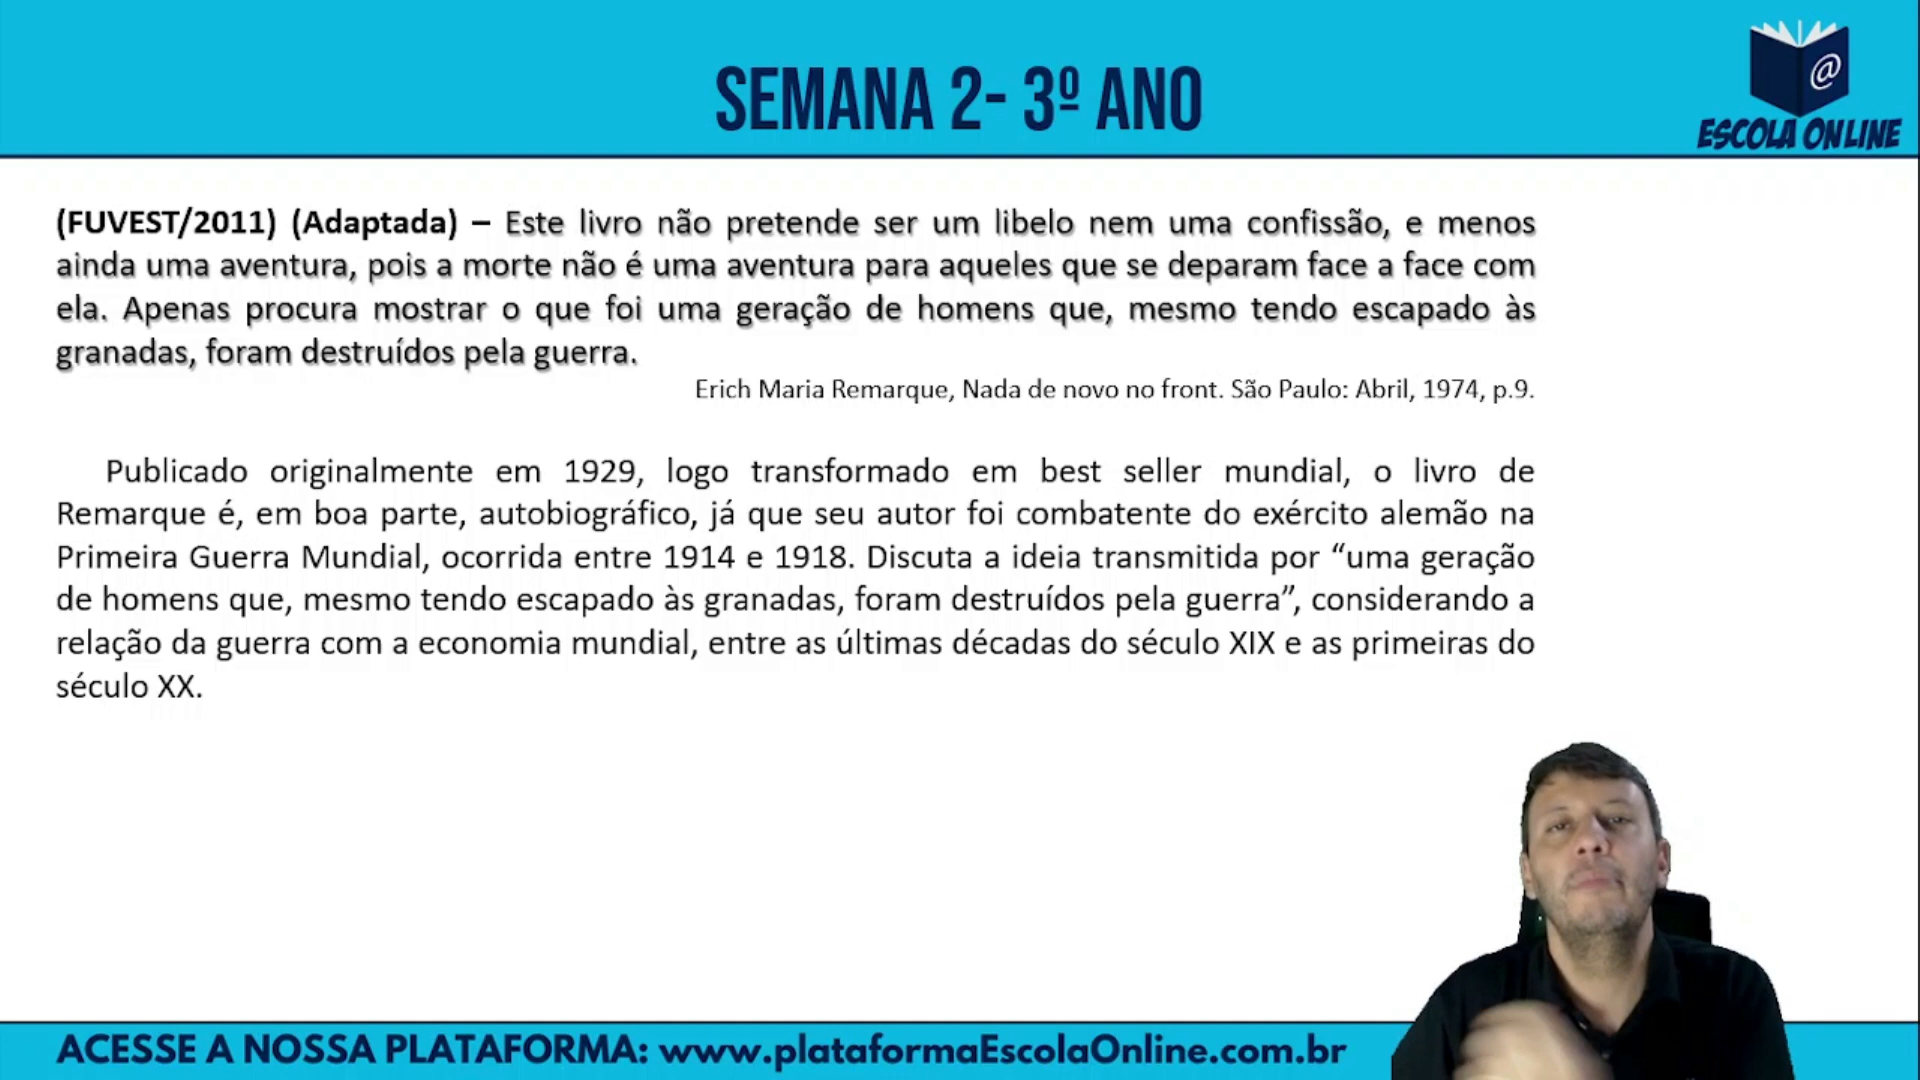 SEMANA 2- 3º ANO
@
ESCOLA ONLINE
(FUVEST/2011) (Adaptada) – Este livro não pretende ser um libelo nem uma confissão, e menos
ainda uma aventura, pois a morte não é uma aventura para aqueles que se deparam face a face com
ela. Apenas procura mostrar o que foi uma geração de homens que, mesmo tendo escapado às
granadas, foram destruídos pela guerra.
Erich Maria Remarque, Nada de novo no front. São Paulo: Abril, 1974, p.9.
Publicado originalmente em 1929, logo transformado em best seller mundial, o livro de
Remarque é, em boa parte, autobiográfico, já que seu autor foi combatente do exército alemão na
Primeira Guerra Mundial, ocorrida entre 1914 e 1918. Discuta a ideia transmitida por “uma geração
de homens que, mesmo tendo escapado às granadas, foram destruídos pela guerra”, considerando a
relação da guerra com a economia mundial, entre as últimas décadas do século XIX e as primeiras do
século XX.
ACESSE A NOSSA PLATAFORMA: www.plataformaEscolaOnline.com.br